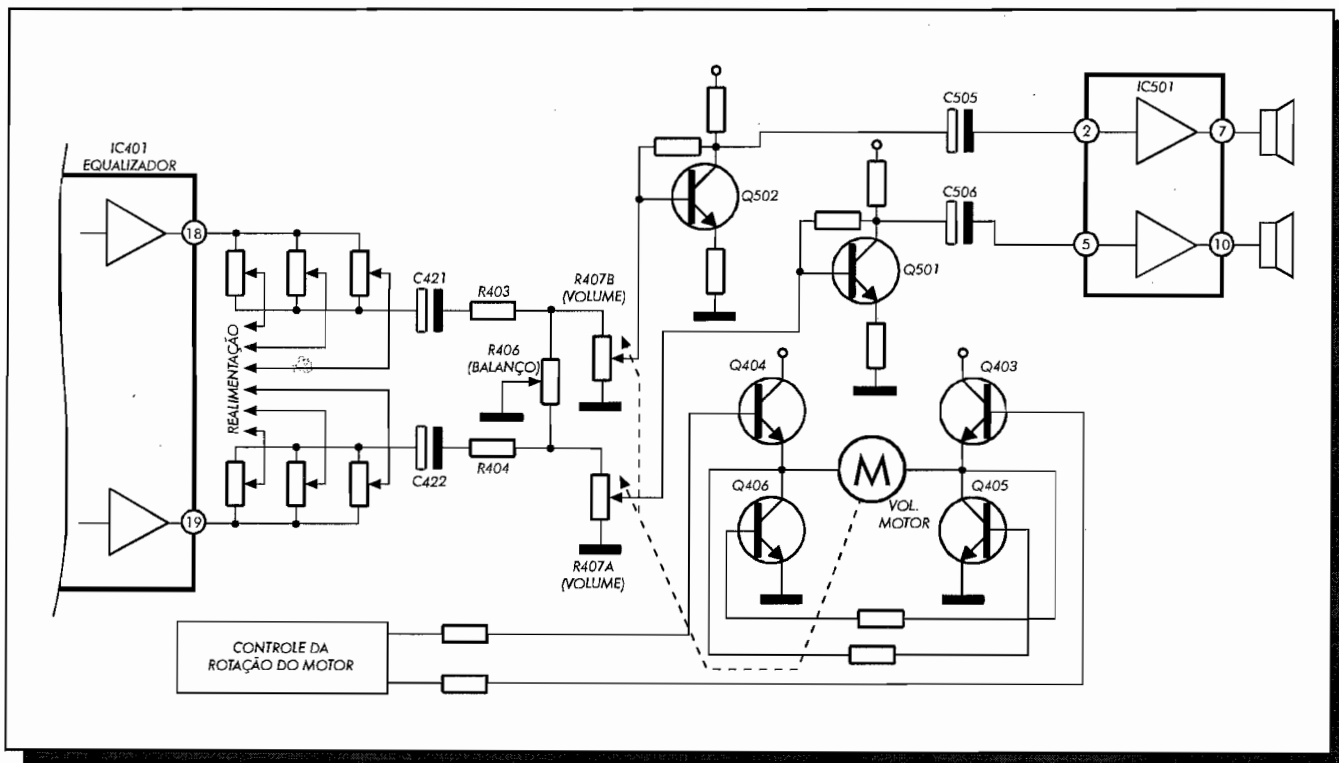 IC401
EQUALIZADOR
18
19
REALIMENTAÇÃO
C421
R403
R406
(BALANÇO)
C422
R404
R407B
(VOLUME)
R407A
(VOLUME)
Q502
Q501
C505
C506
IC501
2
7
5
10
Q404
Q403
Q406
Q405
M
VOL.
MOTOR
CONTROLE DA
ROTAÇÃO DO MOTOR